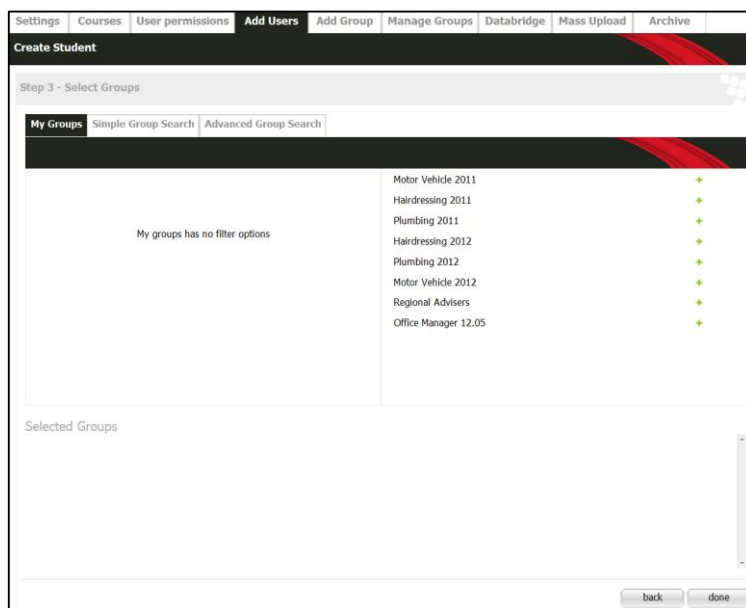 Settings Courses User permissions Add Users Add Group Manage Groups Databridge Mass Upload Archive
Create Student
Step 3 - Select Groups
My Groups Simple Group Search Advanced Group Search
My groups has no filter options
Motor Vehicle 2011
Hairdressing 2011
Plumbing 2011
Hairdressing 2012
Plumbing 2012
Motor Vehicle 2012
Regional Advisers
Office Manager 12.05
Selected Groups
back done